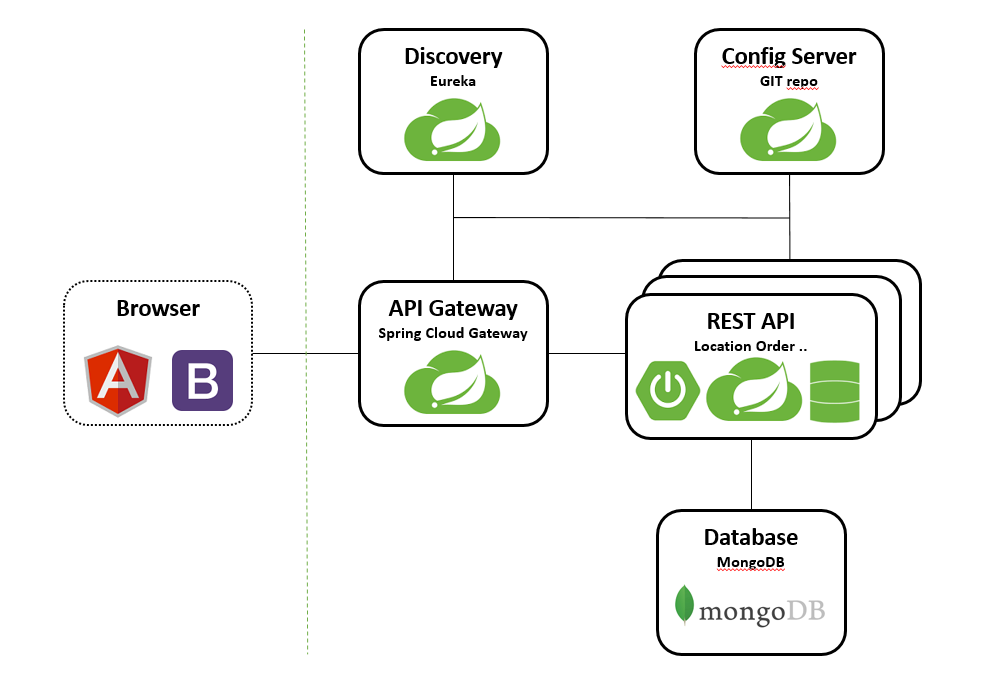 Discovery
Eureka
Config Server
GIT repo
Browser
A
B
API Gateway
Spring Cloud Gateway
REST API
Location Order ..
Database
MongoDB
mongoDB